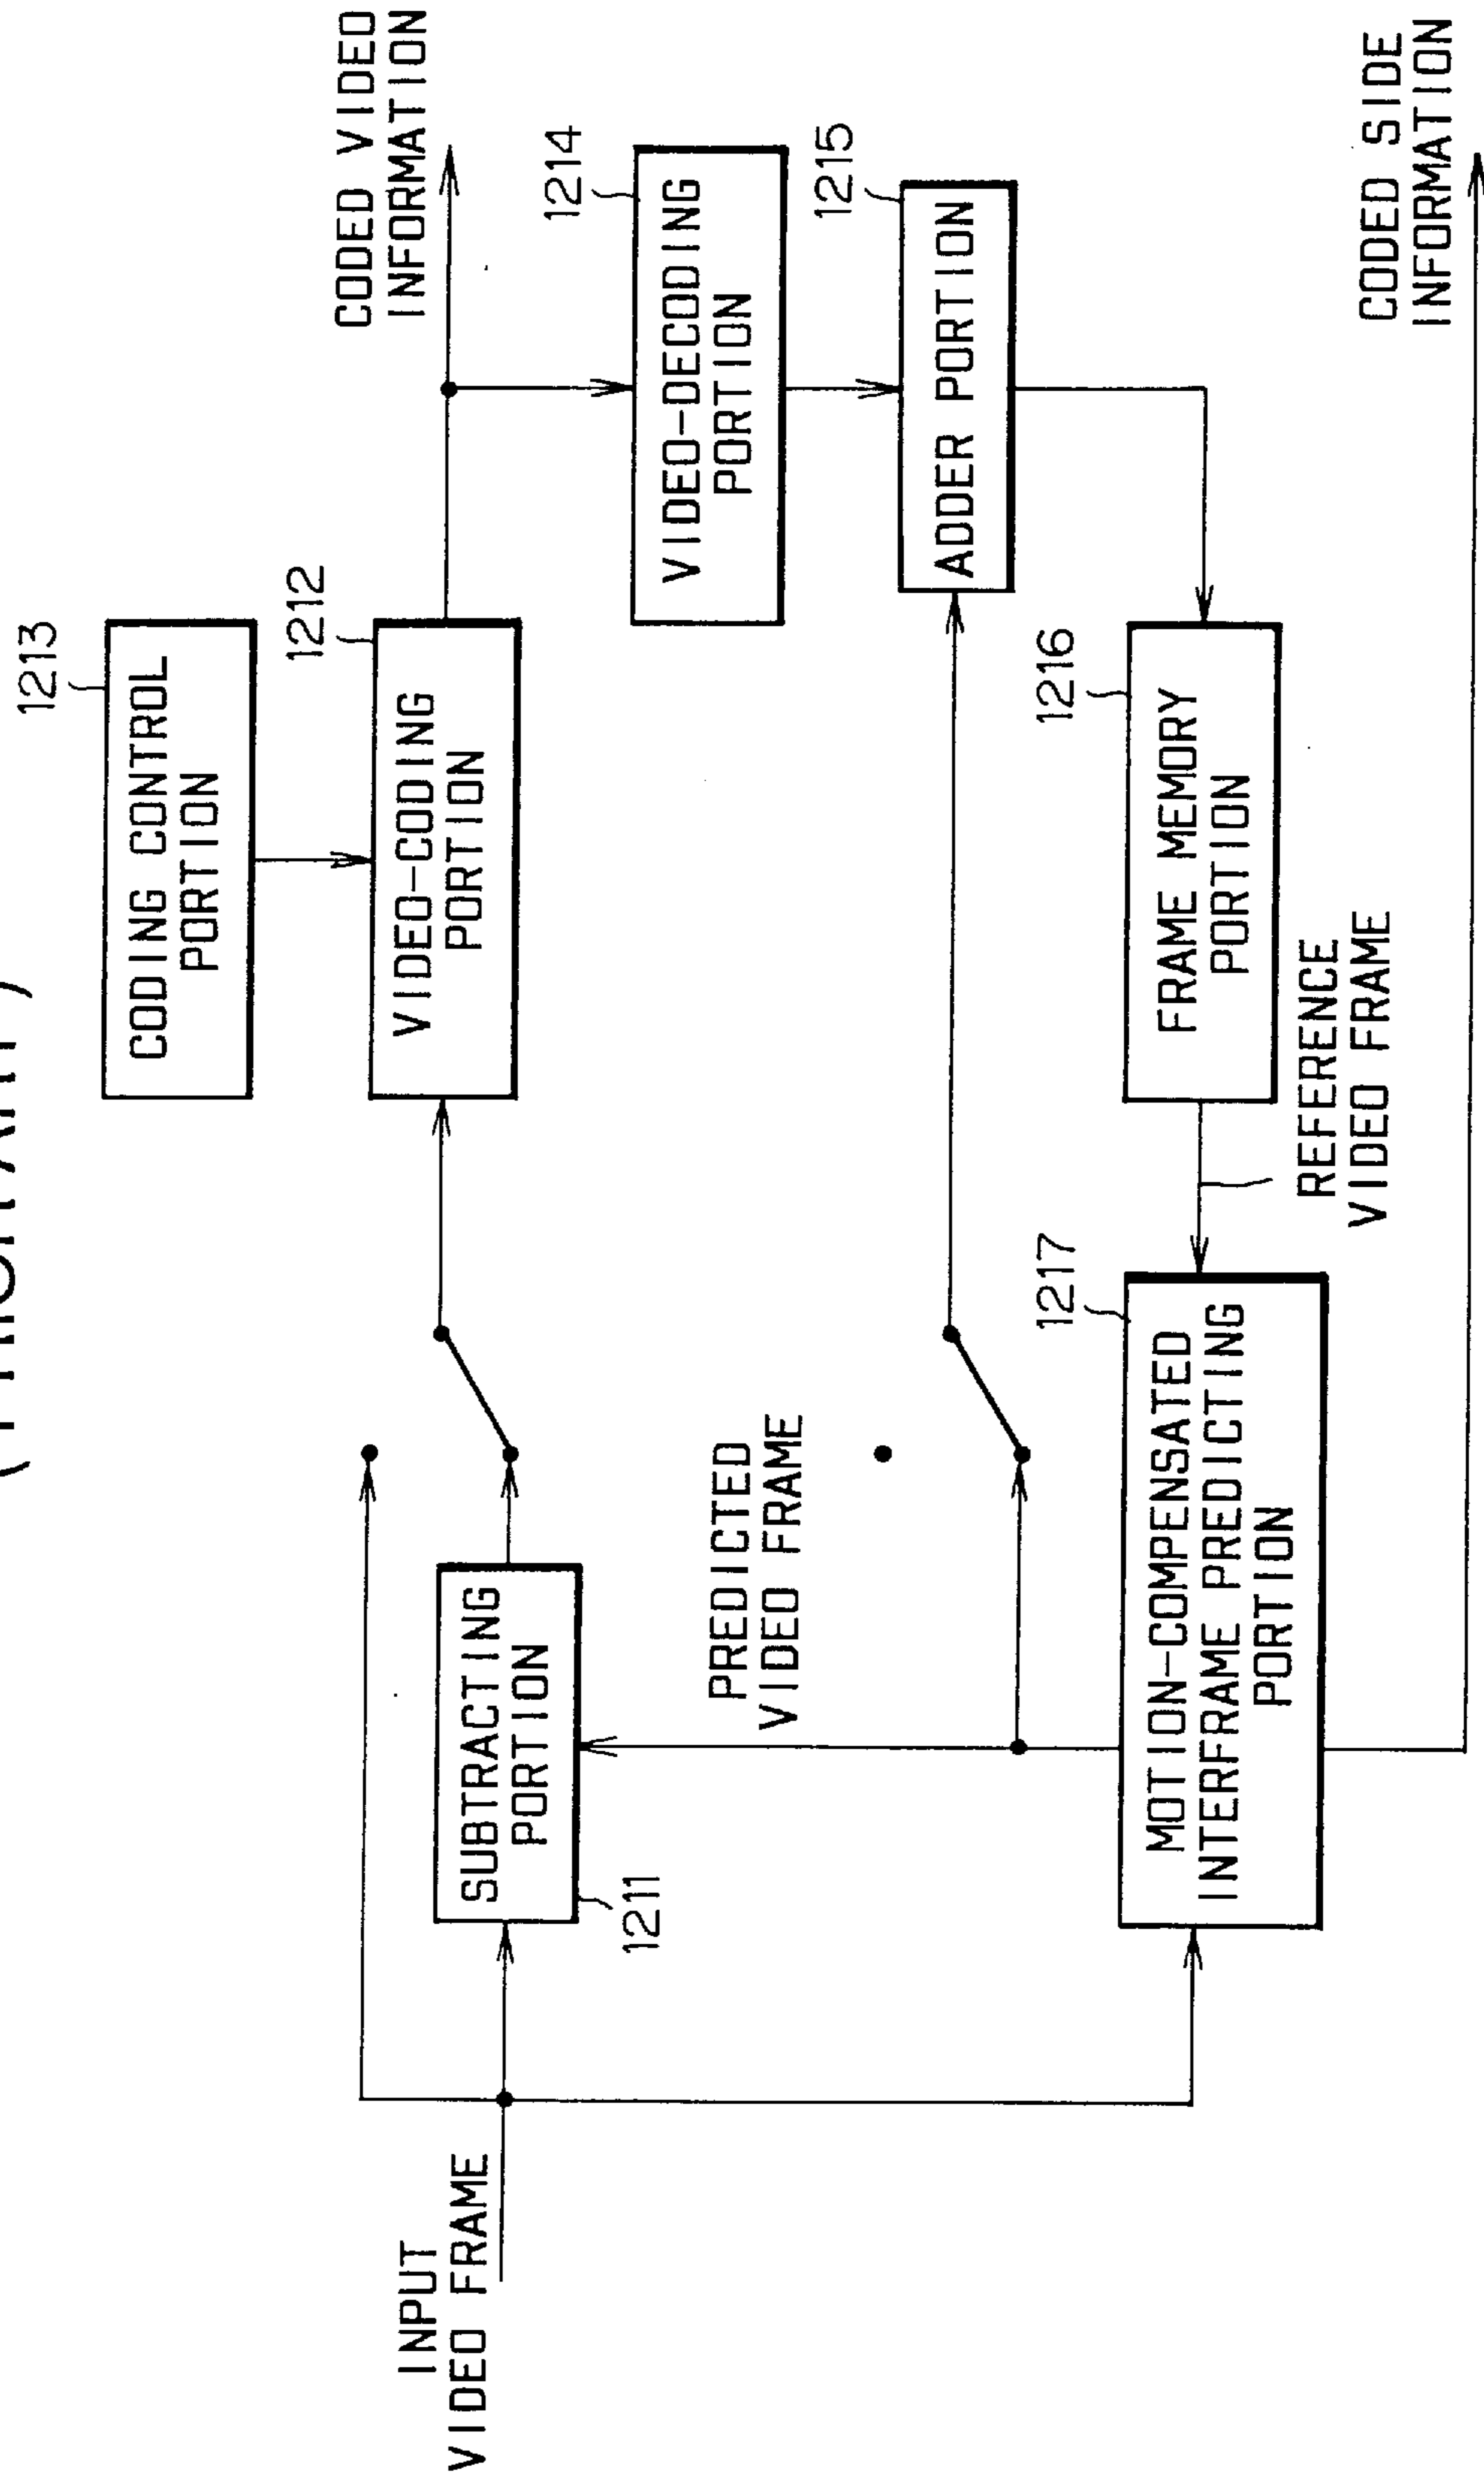 1213
CODING CONTROL
PORTION
1212
VIDEO-CODING
PORTION
CODED VIDEO
INFORMATION
1214
VIDEO-DECODING
PORTION
1215
ADDER PORTION
INPUT
VIDEO FRAME
SUBTRACTING
PORTION
1211
PREDICTED
VIDEO FRAME
1216
FRAME MEMORY
PORTION
REFERENCE
VIDEO FRAME
1217
MOTION-COMPENSATED
INTERFRAME PREDICTING
PORTION
CODED SIDE
INFORMATION